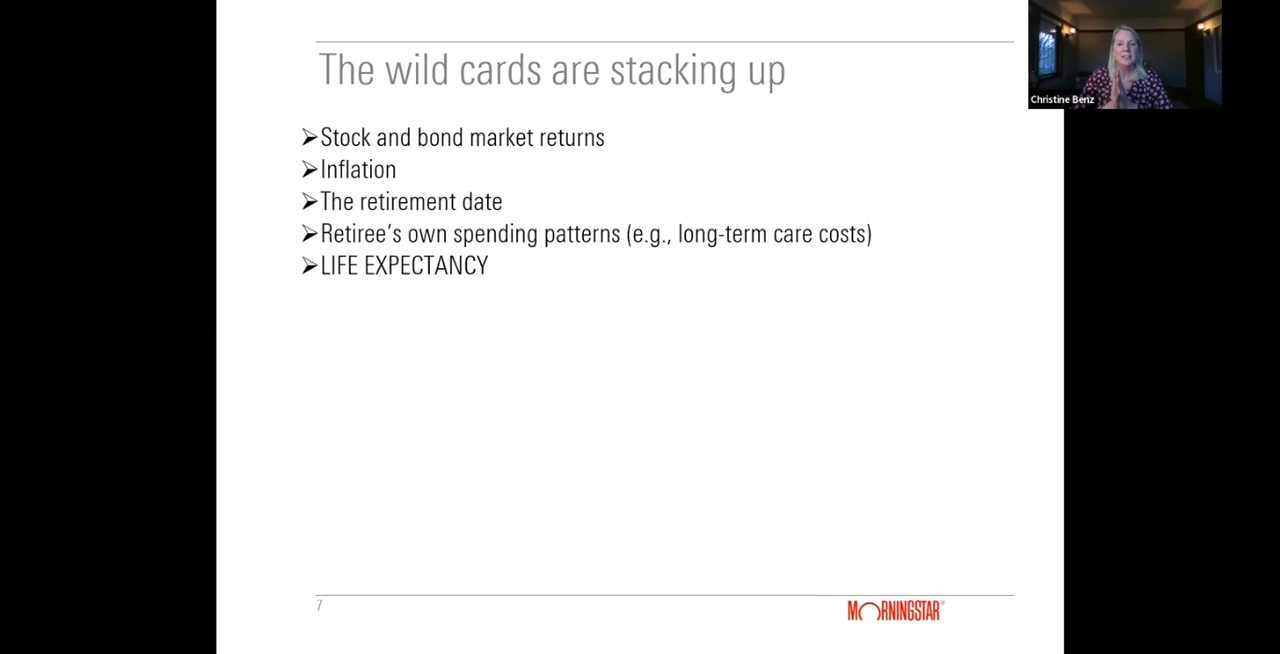 The wild cards are stacking up
Christine Benz
➢Stock and bond market returns
➢Inflation
➢The retirement date
➢Retiree’s own spending patterns (e.g., long-term care costs)
➢LIFE EXPECTANCY
7
MORNINGSTAR®